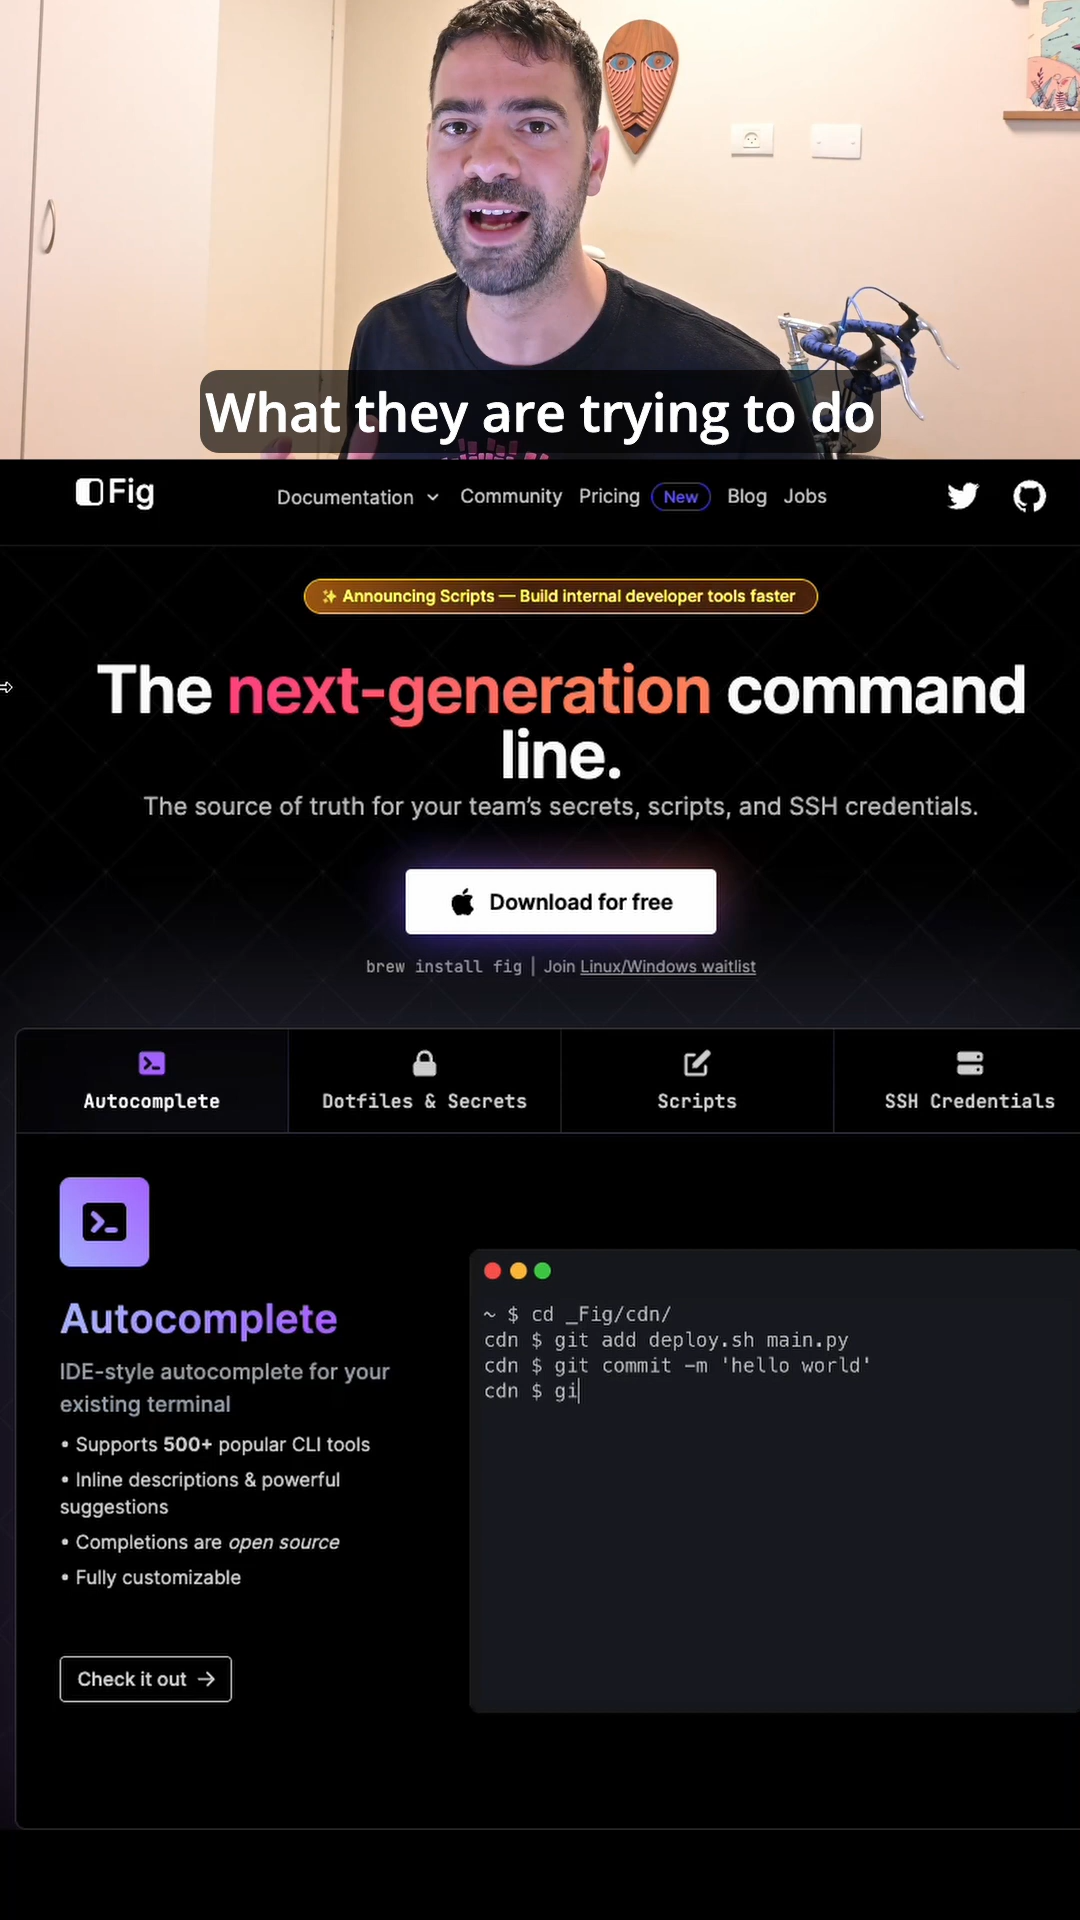 What they are trying to do
Fig
Documentation Community Pricing New Blog Jobs
✨ Announcing Scripts — Build internal developer tools faster
The next-generation command
line.
The source of truth for your team’s secrets, scripts, and SSH credentials.
Download for free
brew install fig | Join Linux/Windows waitlist
Autocomplete
Dotfiles & Secrets
Scripts
SSH Credentials
Autocomplete
IDE-style autocomplete for your
existing terminal
• Supports 500+ popular CLI tools
• Inline descriptions & powerful
suggestions
• Completions are open source
• Fully customizable
Check it out →
~ $ cd _Fig/cdn/
cdn $ git add deploy.sh main.py
cdn $ git commit -m 'hello world'
cdn $ gi